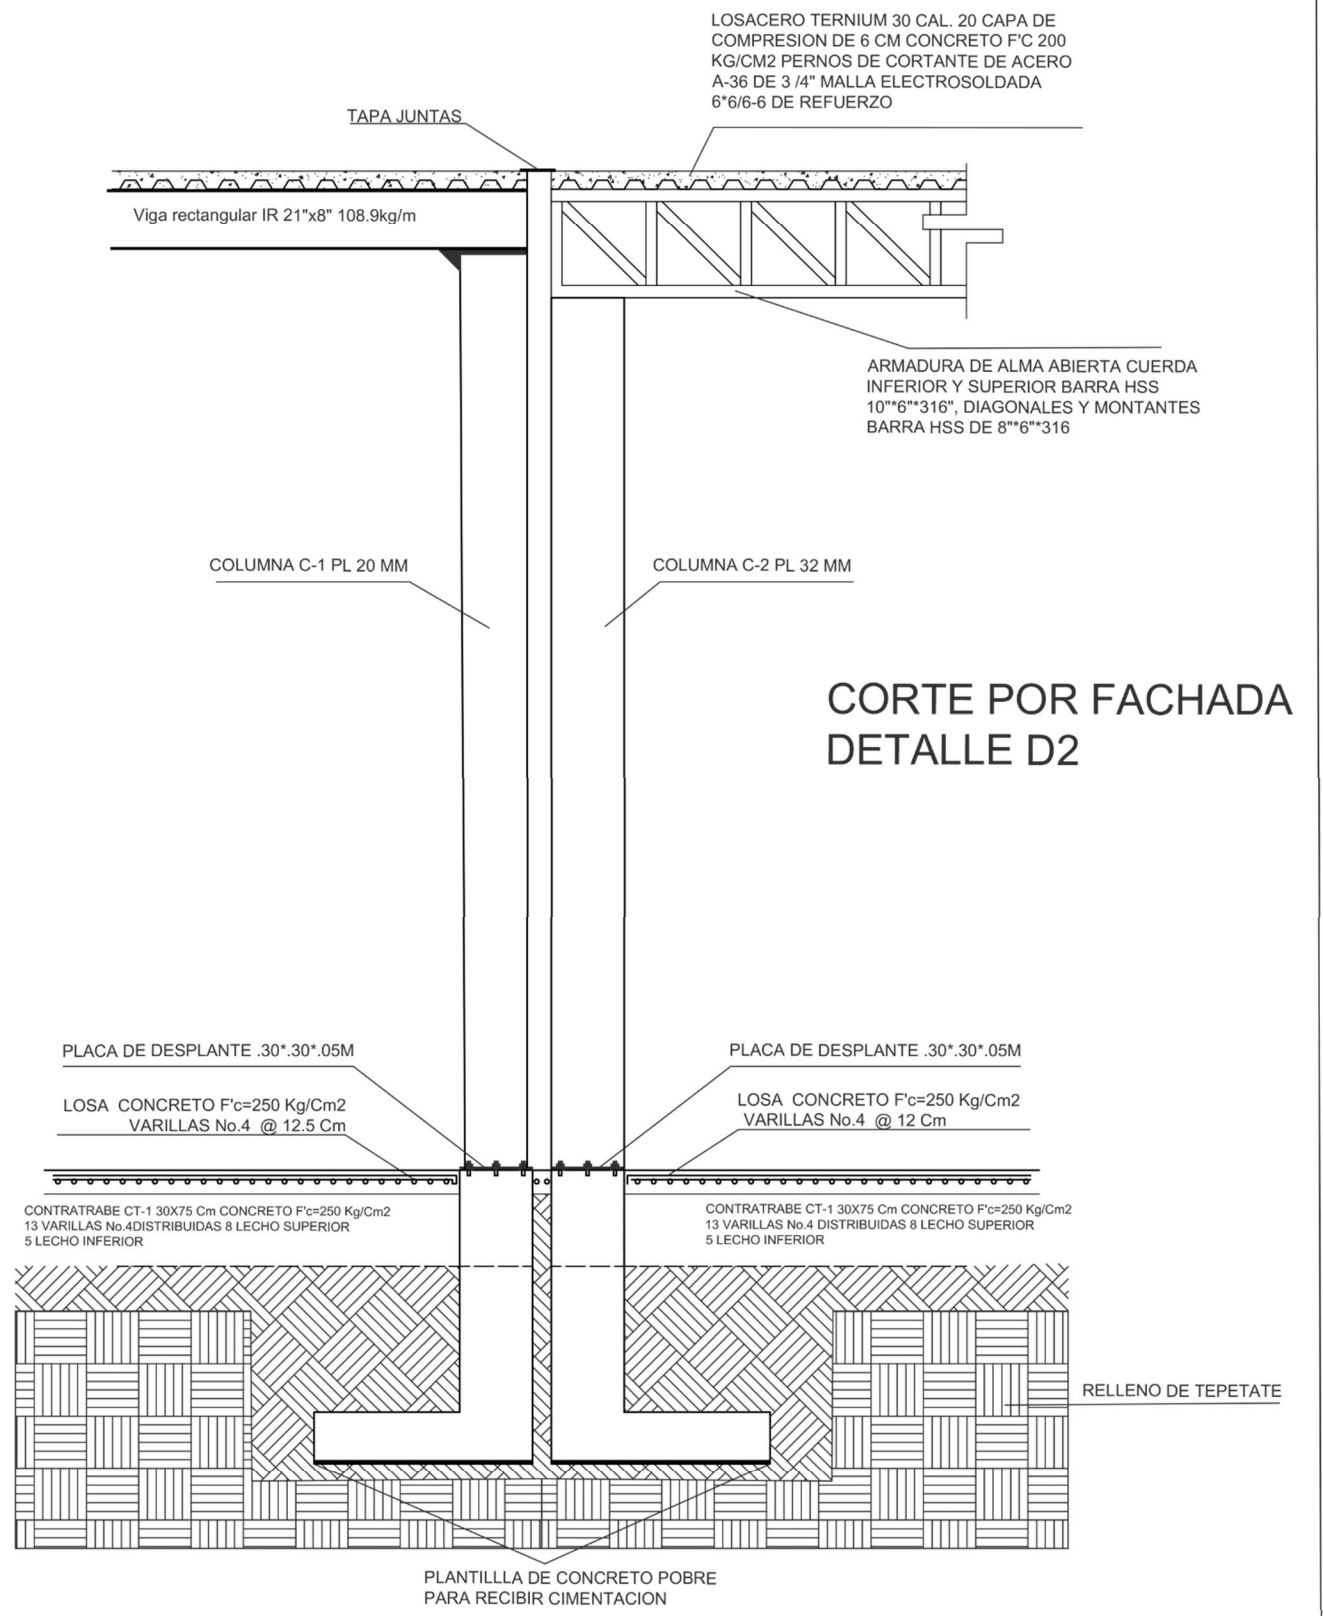 LOSACERO TERNIUM 30 CAL. 20 CAPA DE
COMPRESION DE 6 CM CONCRETO F'C 200
KG/CM2 PERNOS DE CORTANTE DE ACERO
A-36 DE 3 /4" MALLA ELECTROSOLDADA
6*6/6-6 DE REFUERZO
TAPA JUNTAS
Viga rectangular IR 21"x8" 108.9kg/m
ARMADURA DE ALMA ABIERTA CUERDA
INFERIOR Y SUPERIOR BARRA HSS
10"*6"*316", DIAGONALES Y MONTANTES
BARRA HSS DE 8"*6"*316
COLUMNA C-1 PL 20 MM
COLUMNA C-2 PL 32 MM
CORTE POR FACHADA
DETALLE D2
PLACA DE DESPLANTE .30*.30*.05M
PLACA DE DESPLANTE .30*.30*.05M
LOSA CONCRETO F'c=250 Kg/Cm2
VARILLAS No.4 @ 12.5 Cm
LOSA CONCRETO F'c=250 Kg/Cm2
VARILLAS No.4 @ 12 Cm
CONTRATRABE CT-1 30X75 Cm CONCRETO F'c=250 Kg/Cm2
13 VARILLAS No.4DISTRIBUIDAS 8 LECHO SUPERIOR
5 LECHO INFERIOR
CONTRATRABE CT-1 30X75 Cm CONCRETO F'c=250 Kg/Cm2
13 VARILLAS No.4 DISTRIBUIDAS 8 LECHO SUPERIOR
5 LECHO INFERIOR
RELLENO DE TEPETATE
PLANTILLLA DE CONCRETO POBRE
PARA RECIBIR CIMENTACION